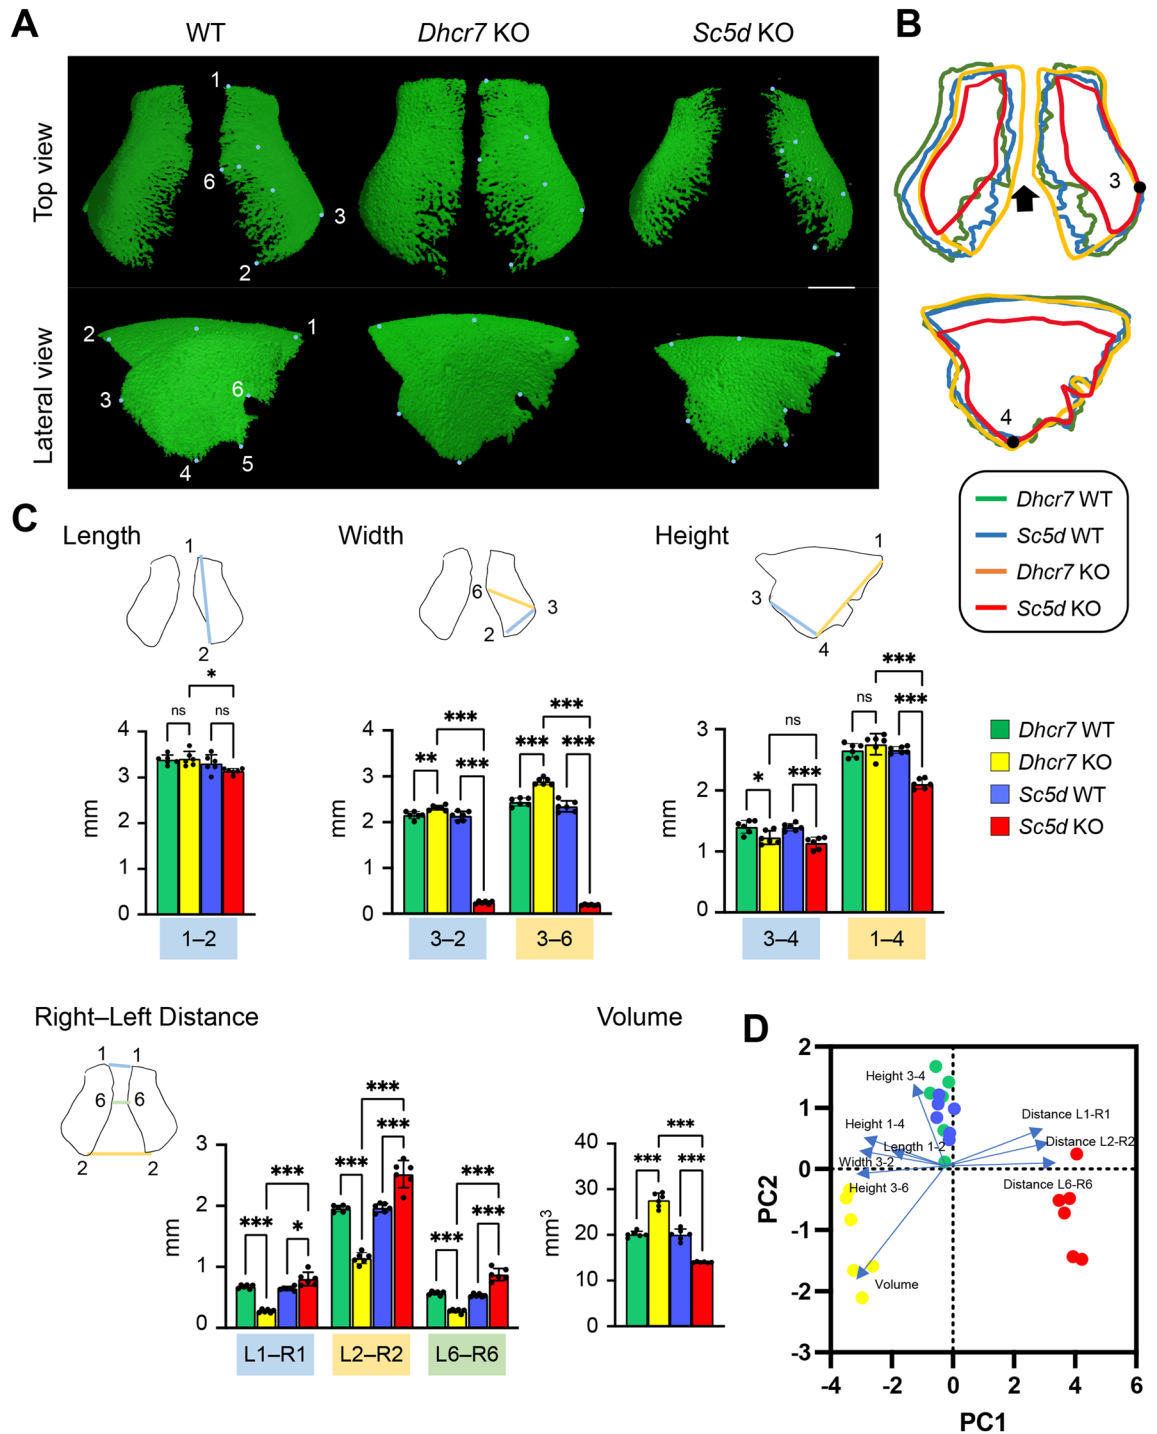 A
WT
Dhcr7 KO
Sc5d KO
B
Top view
1
6
3
2
3
Lateral view
2
1
3
6
4
5
4
Dhcr7 WT
Sc5d WT
Dhcr7 KO
Sc5d KO
C
Length
Width
Height
1
2
6
3
2
1
3
4
*
ns
ns
4
3
2
1
0
mm
1–2
***
**
***
***
***
***
4
3
2
1
0
mm
3–2
3–6
ns
*
***
***
ns
***
3
2
1
0
mm
3–4
1–4
Dhcr7 WT
Dhcr7 KO
Sc5d WT
Sc5d KO
Right–Left Distance
1
1
6
6
2
2
***
***
*
***
***
***
***
***
***
3
2
1
0
mm
L1–R1
L2–R2
L6–R6
Volume
***
***
***
40
30
20
10
0
mm3
D
2
1
0
-1
-2
-3
PC2
Height 3-4
Height 1-4
Length 1-2
Width 3-2
Height 3-6
Volume
Distance L1-R1
Distance L2-R2
Distance L6-R6
-4
-2
0
2
4
6
PC1